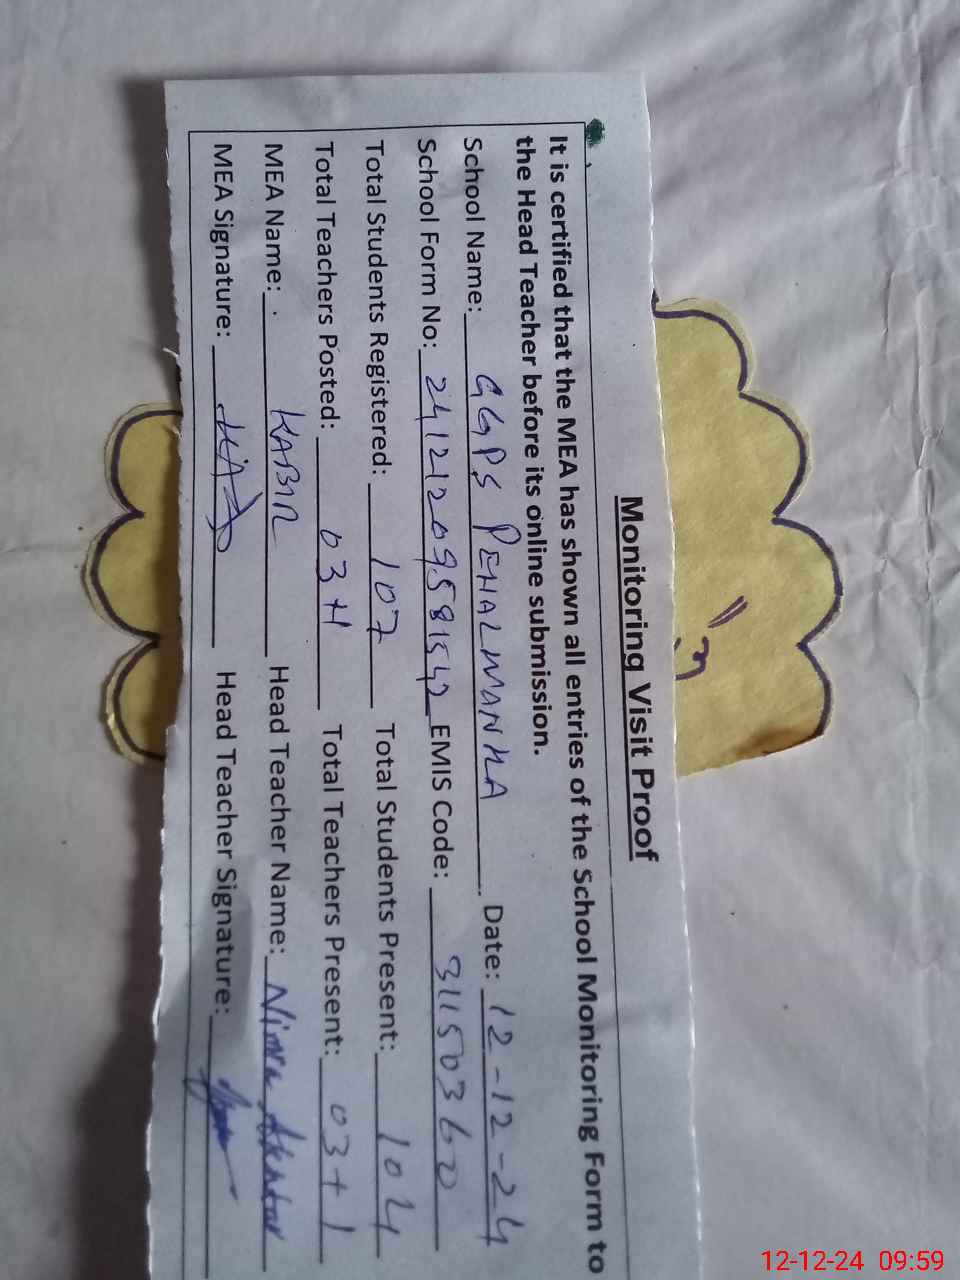 Monitoring Visit Proof
It is certified that the MEA has shown all entries of the School Monitoring Form to
the Head Teacher before its online submission.
School Name: GGPS PEHALWANKA Date: 12-12-24
School Form No: 241212095581542 EMIS Code: 31150360
Total Students Registered: 107 Total Students Present: 104
Total Teachers Posted: 03+1 Total Teachers Present: 03+1
MEA Name: KABIR Head Teacher Name: Nimra Akhtar
MEA Signature: Head Teacher Signature:
12-12-24 09:59